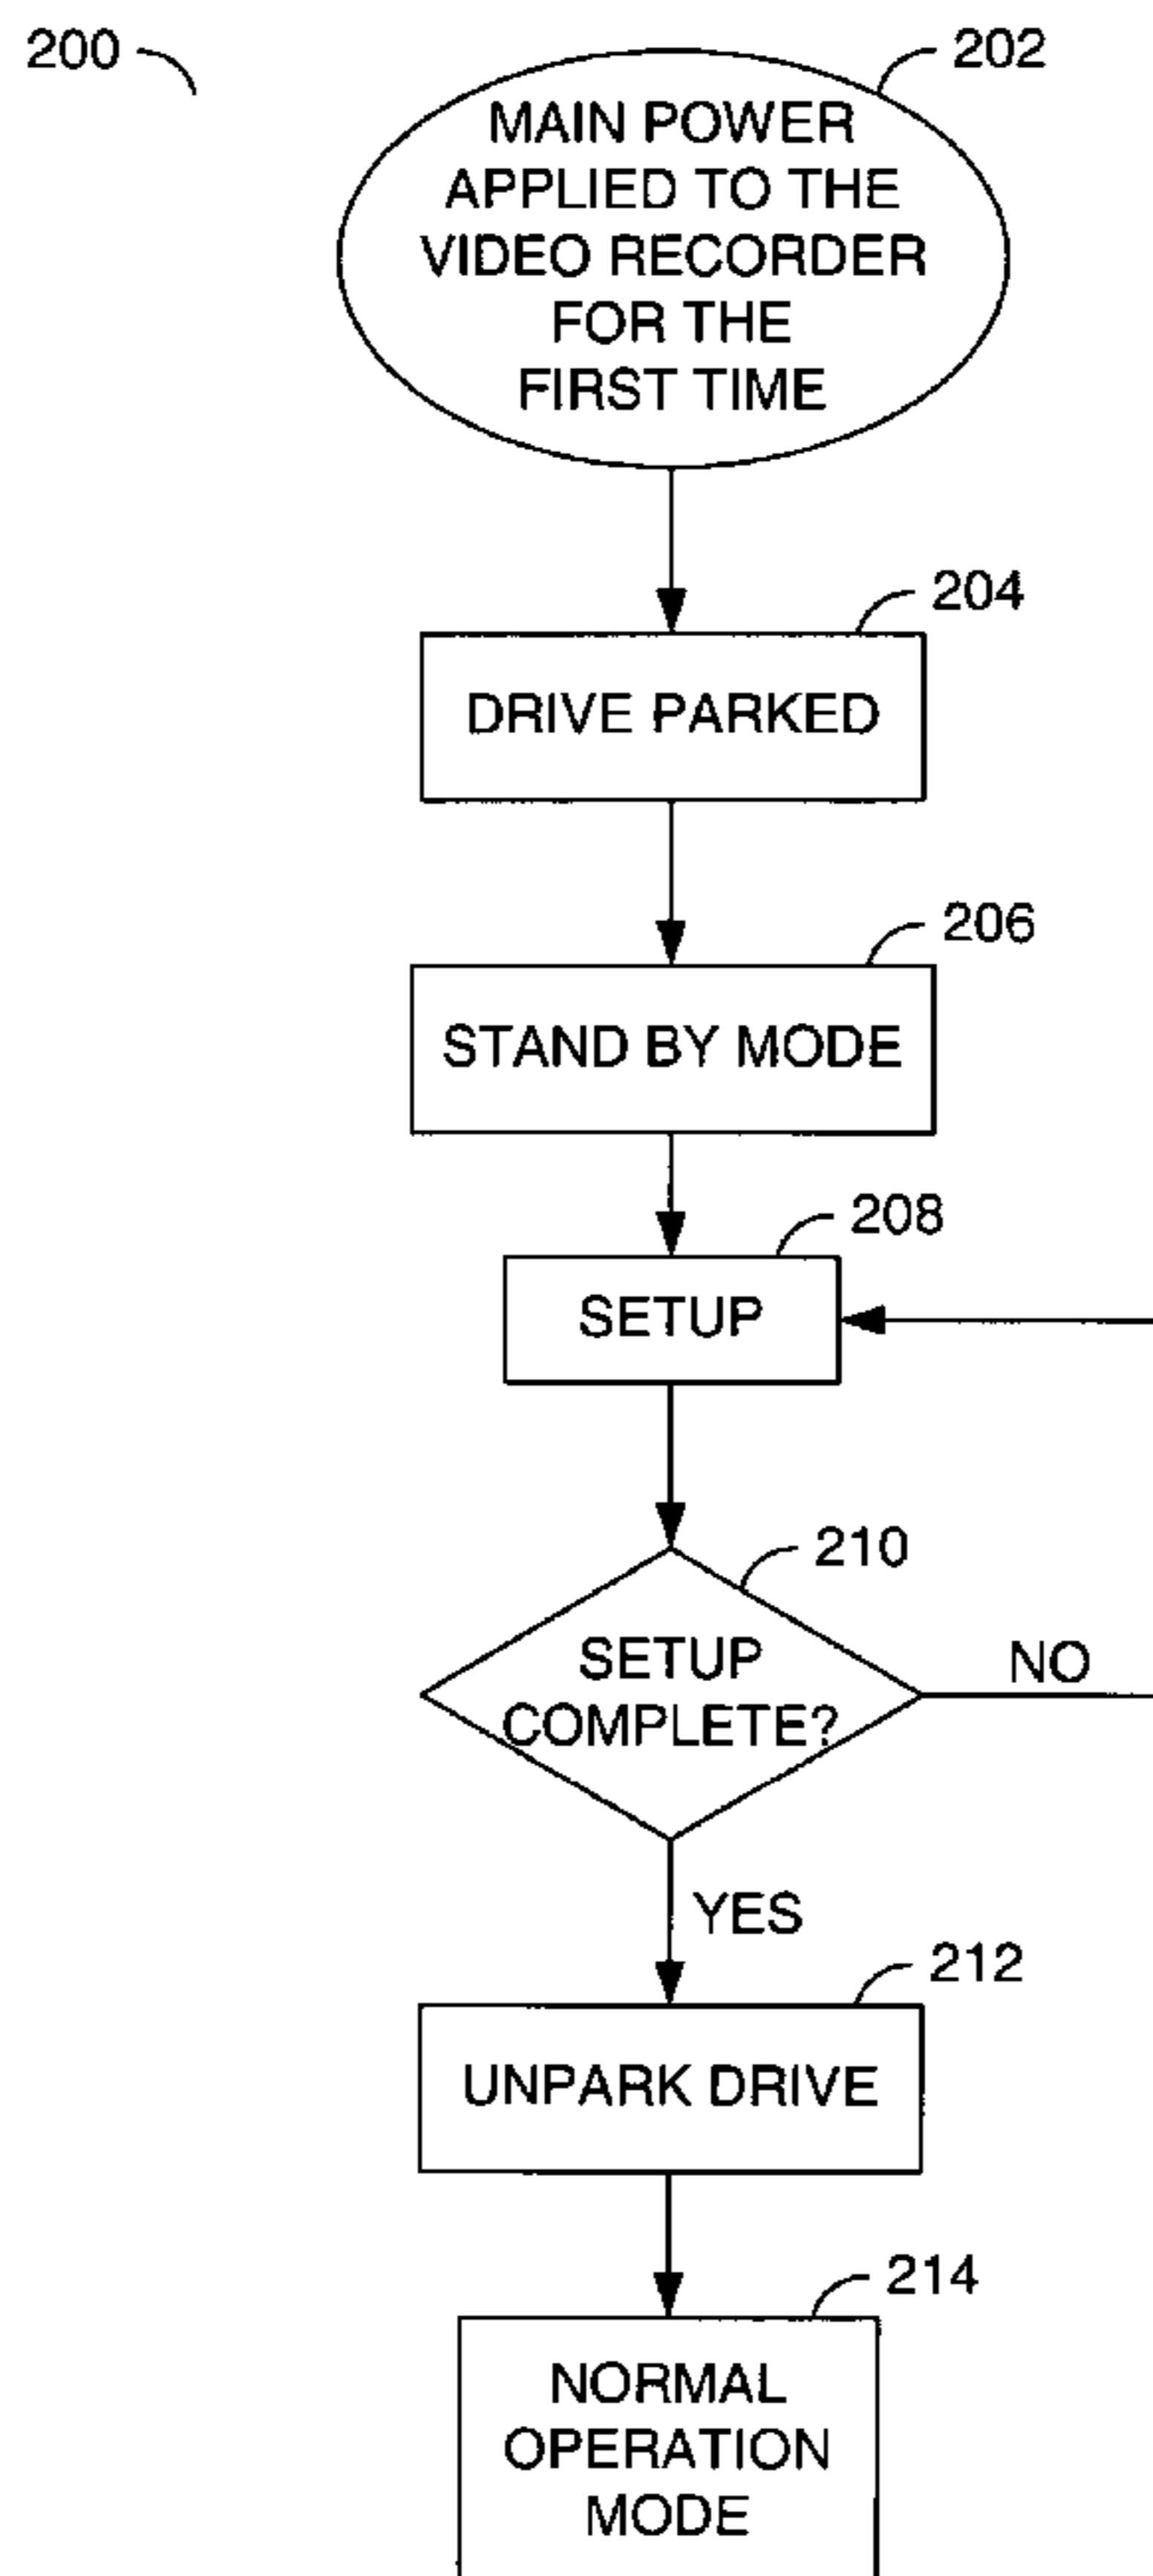 200
202
MAIN POWER
APPLIED TO THE
VIDEO RECORDER
FOR THE
FIRST TIME
204
DRIVE PARKED
206
STAND BY MODE
208
SETUP
210
SETUP
COMPLETE?
NO
YES
212
UNPARK DRIVE
214
NORMAL
OPERATION
MODE